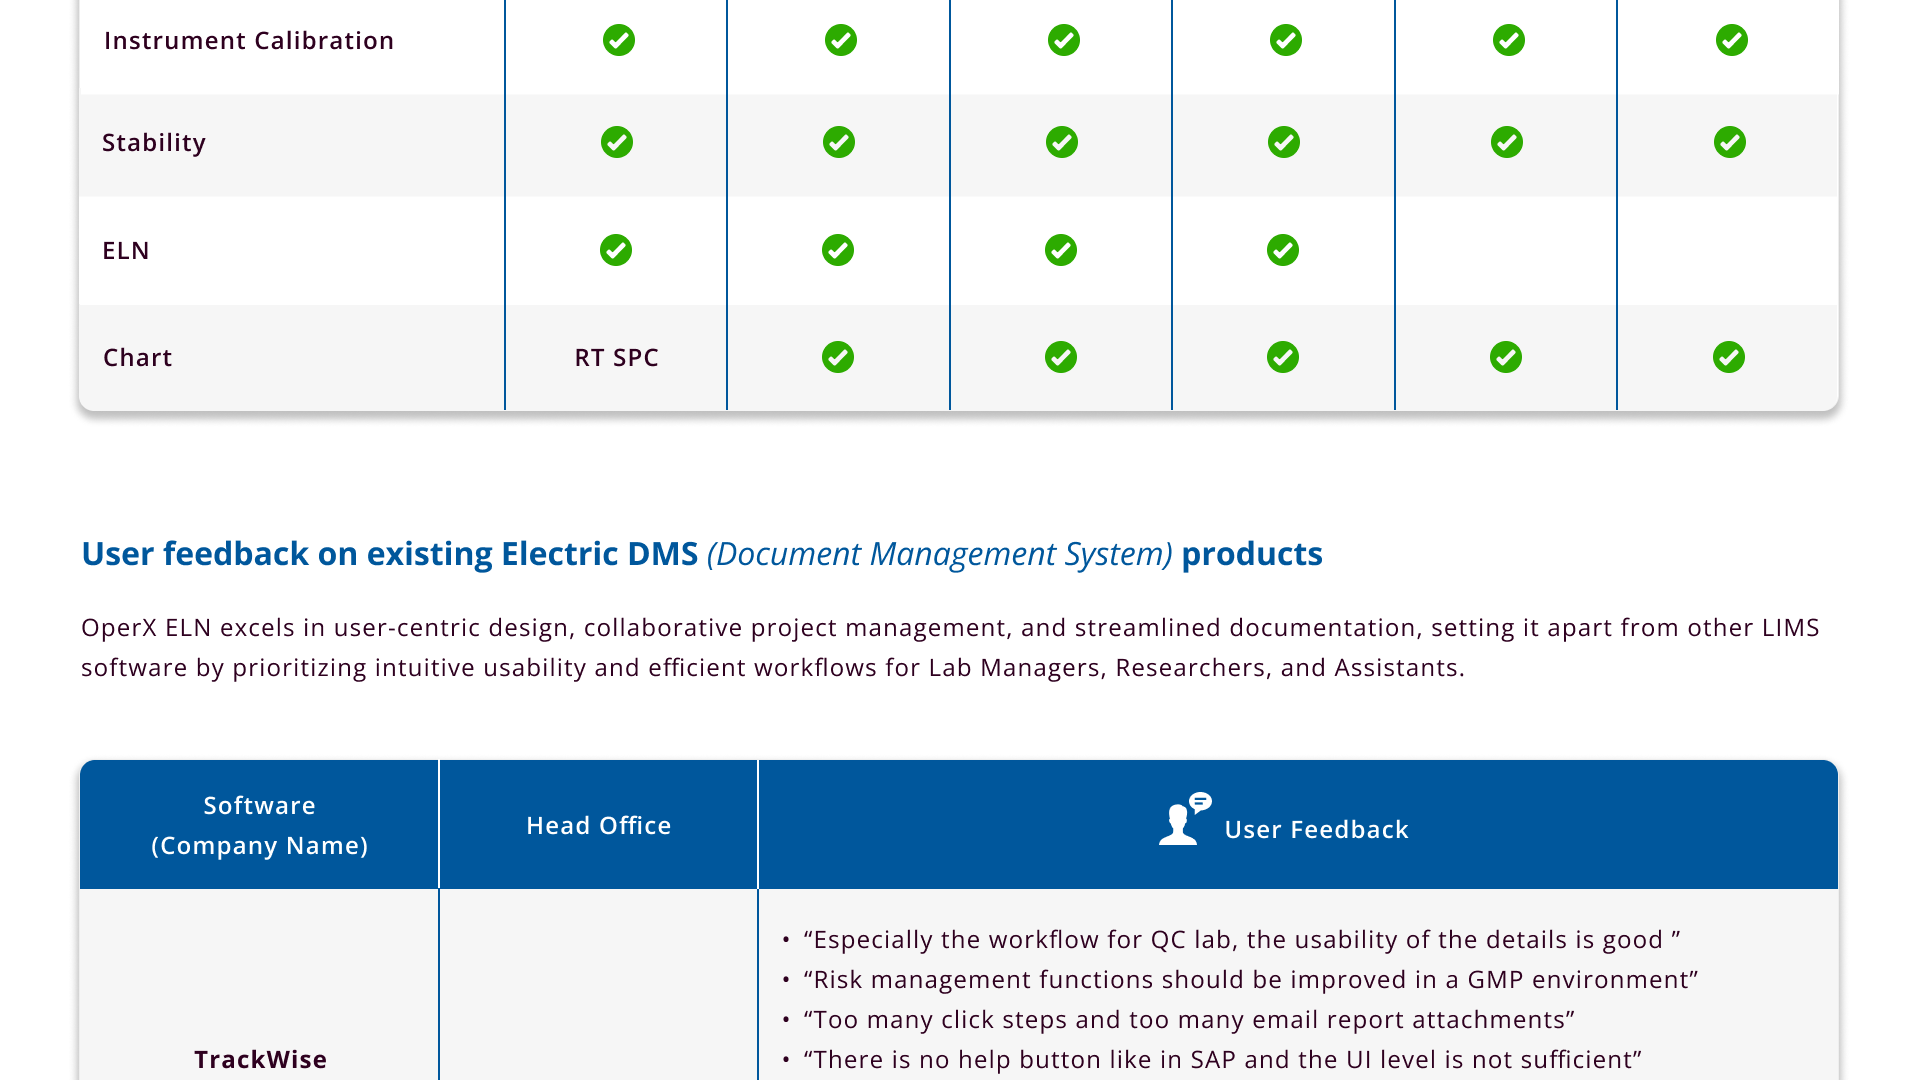 Instrument Calibration
Stability
ELN
Chart RT SPC
User feedback on existing Electric DMS (Document Management System) products
OperX ELN excels in user-centric design, collaborative project management, and streamlined documentation, setting it apart from other LIMS
software by prioritizing intuitive usability and efficient workflows for Lab Managers, Researchers, and Assistants.
Software
(Company Name)
Head Office
User Feedback
• “Especially the workflow for QC lab, the usability of the details is good ”
• “Risk management functions should be improved in a GMP environment”
• “Too many click steps and too many email report attachments”
• “There is no help button like in SAP and the UI level is not sufficient”
TrackWise